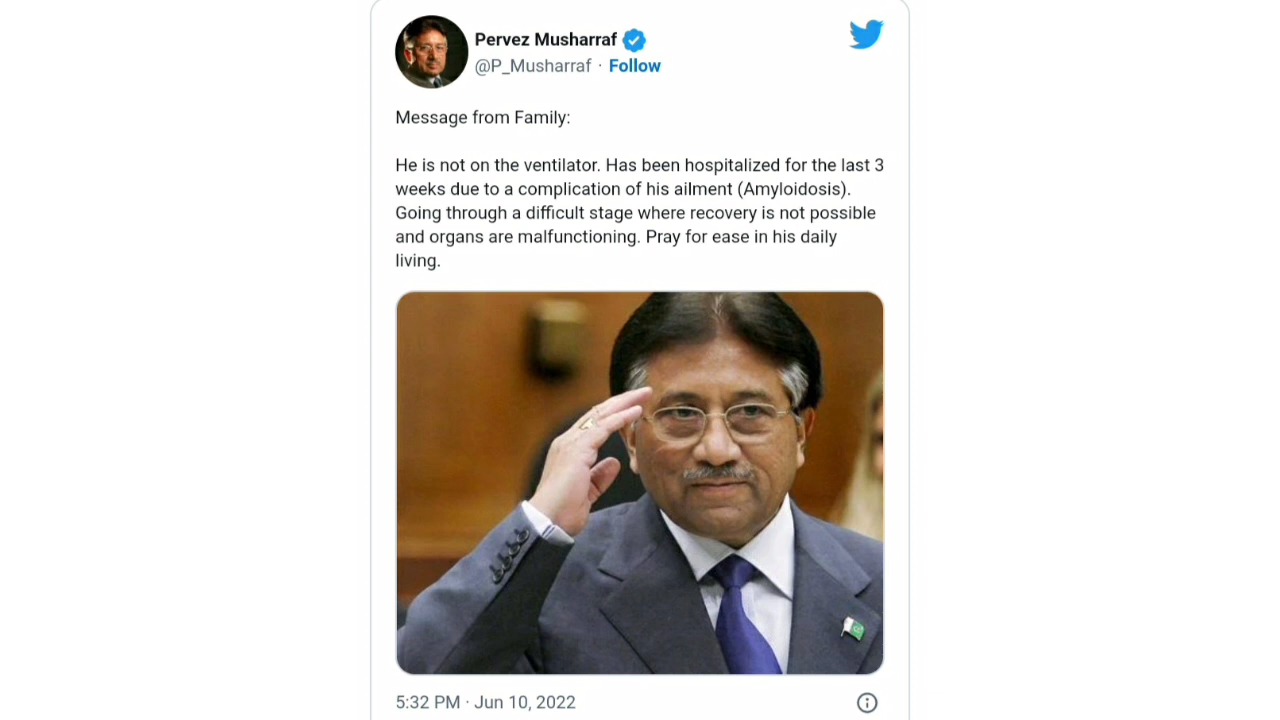 Pervez Musharraf
@P_Musharraf · Follow
Message from Family:
He is not on the ventilator. Has been hospitalized for the last 3
weeks due to a complication of his ailment (Amyloidosis).
Going through a difficult stage where recovery is not possible
and organs are malfunctioning. Pray for ease in his daily
living.
5:32 PM · Jun 10, 2022